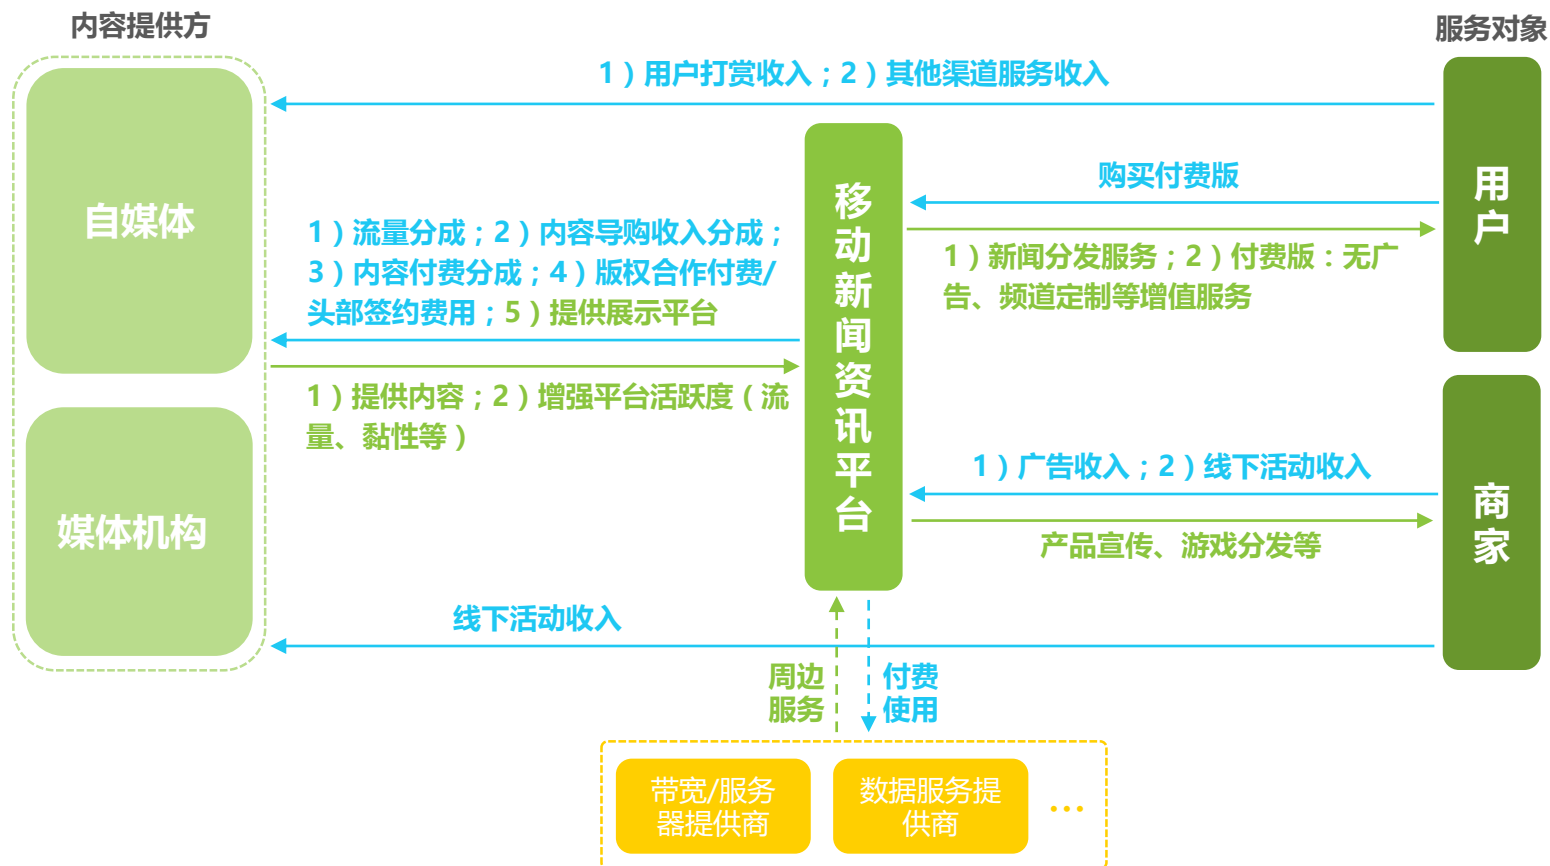 内容提供方
服务对象
1）用户打赏收入；2）其他渠道服务收入
自媒体
媒体机构
1）流量分成；2）内容导购收入分成；
3）内容付费分成；4）版权合作付费/
头部签约费用；5）提供展示平台
1）提供内容；2）增强平台活跃度（流
量、黏性等）
移
动
新
闻
资
讯
平
台
购买付费版
1）新闻分发服务；2）付费版：无广
告、频道定制等增值服务
用
户
1）广告收入；2）线下活动收入
产品宣传、游戏分发等
商
家
线下活动收入
周边
服务
付费
使用
带宽/服务
器提供商
数据服务提
供商
...